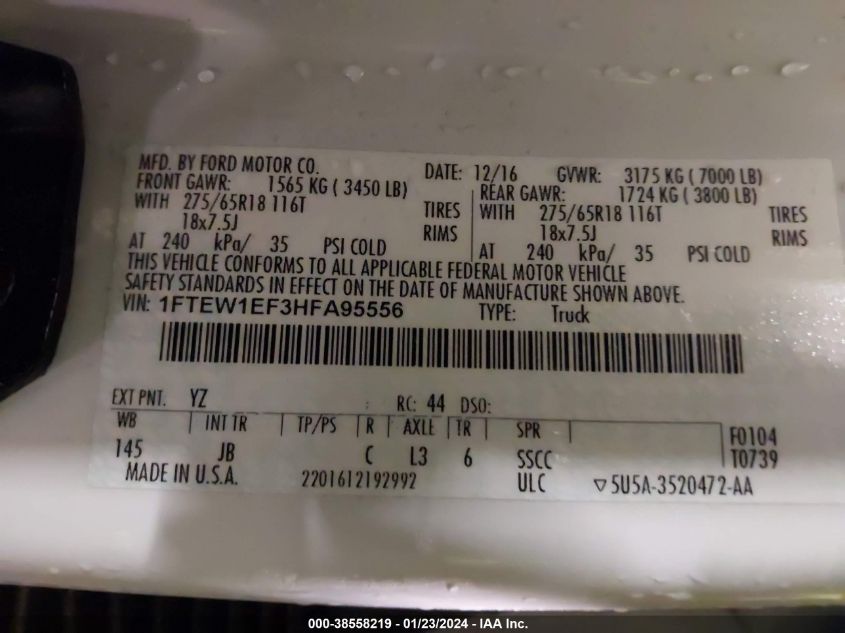 MFD. BY FORD MOTOR CO. DATE: 12/16 GVWR: 3175 KG ( 7000 LB)
FRONT GAWR: 1565 KG ( 3450 LB) REAR GAWR: 1724 KG ( 3800 LB)
WITH 275/65R18 116T TIRES WITH 275/65R18 116T TIRES
18x7.5J RIMS 18x7.5J RIMS
AT 240 kPa/ 35 PSI COLD AT 240 kPa/ 35 PSI COLD
THIS VEHICLE CONFORMS TO ALL APPLICABLE FEDERAL MOTOR VEHICLE
SAFETY STANDARDS IN EFFECT ON THE DATE OF MANUFACTURE SHOWN ABOVE.
VIN: 1FTEW1EF3HFA95556 TYPE: Truck
EXT PNT. YZ : RC: 44 DSO:
WB INT TR TP/PS R AXLE TR SPR F0104
145 JB C L3 6 SSCC T0739
MADE IN U.S.A. 2201612192992 ULC ▽5U5A-3520472-AA
000-38558219 - 01/23/2024 - IAA Inc.